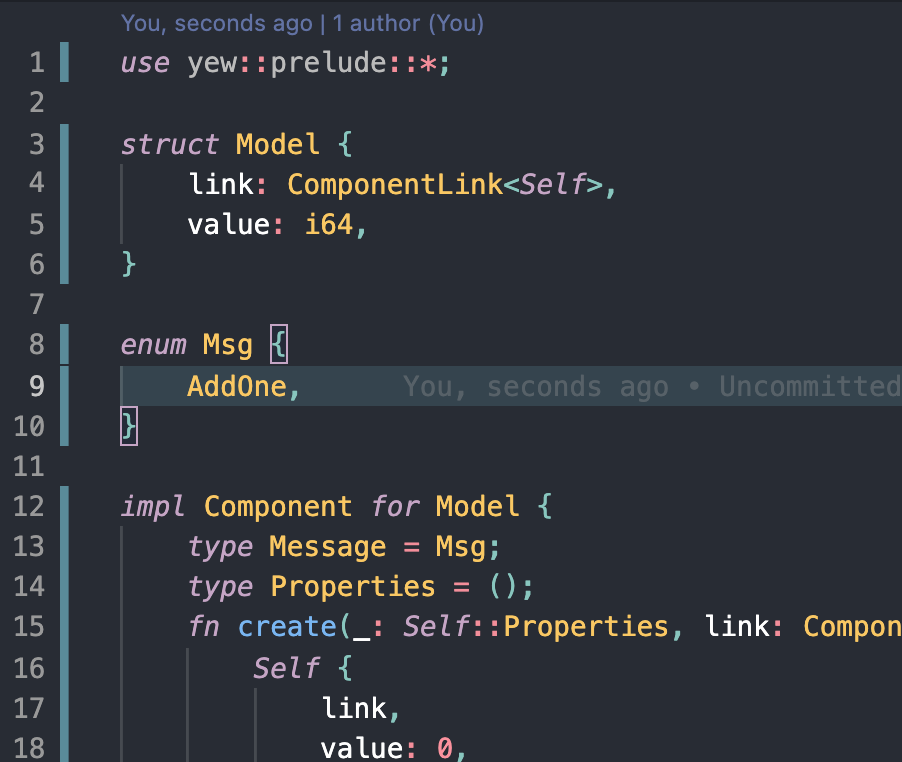 You, seconds ago | 1 author (You)
1 use yew::prelude::*;
2
3 struct Model {
4 link: ComponentLink<Self>,
5 value: i64,
6 }
7
8 enum Msg {
9 AddOne, You, seconds ago • Uncommitted
10 }
11
12 impl Component for Model {
13 type Message = Msg;
14 type Properties = ();
15 fn create(_: Self::Properties, link: Compon
16 Self {
17 link,
18 value: 0,